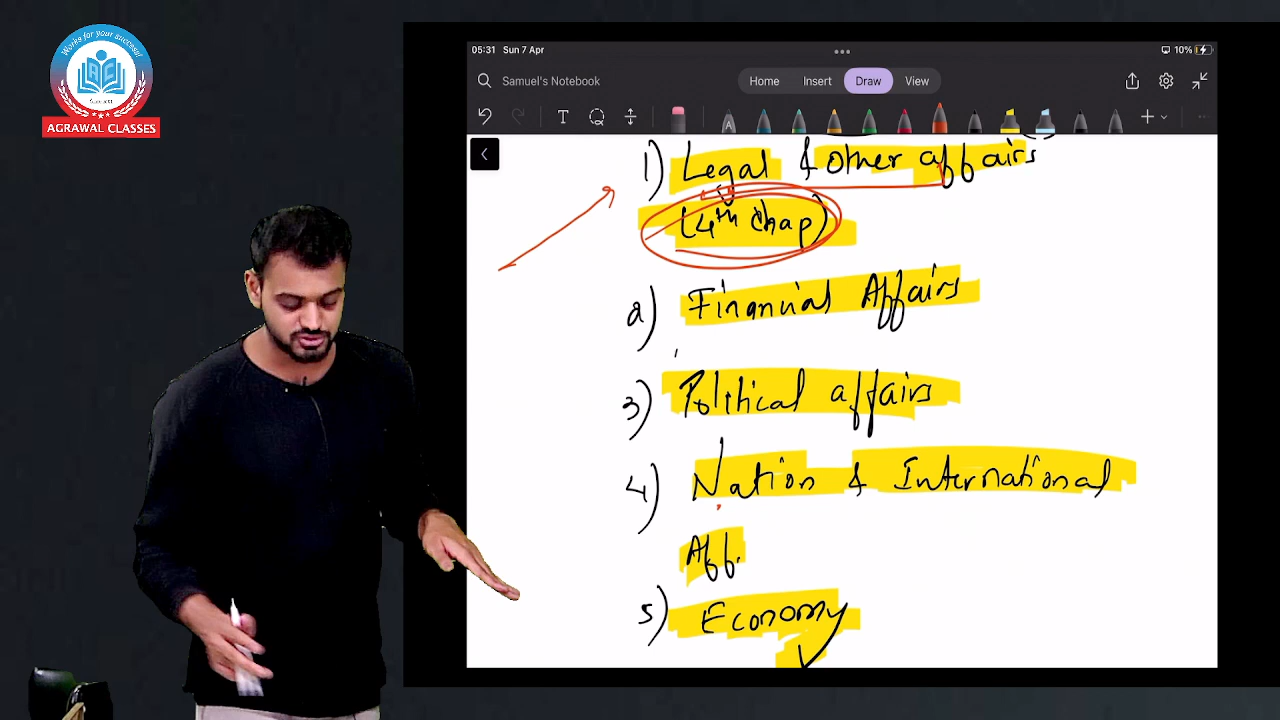 Works for your success!
AGRAWAL CLASSES
05:31 Sun 7 Apr
10%
Samuel's Notebook
Home Insert Draw View
1) Legal & other affairs
(4th chap)
2) Financial Affairs
3) Political affairs
4) Nation & International
Aff.
5) Economy